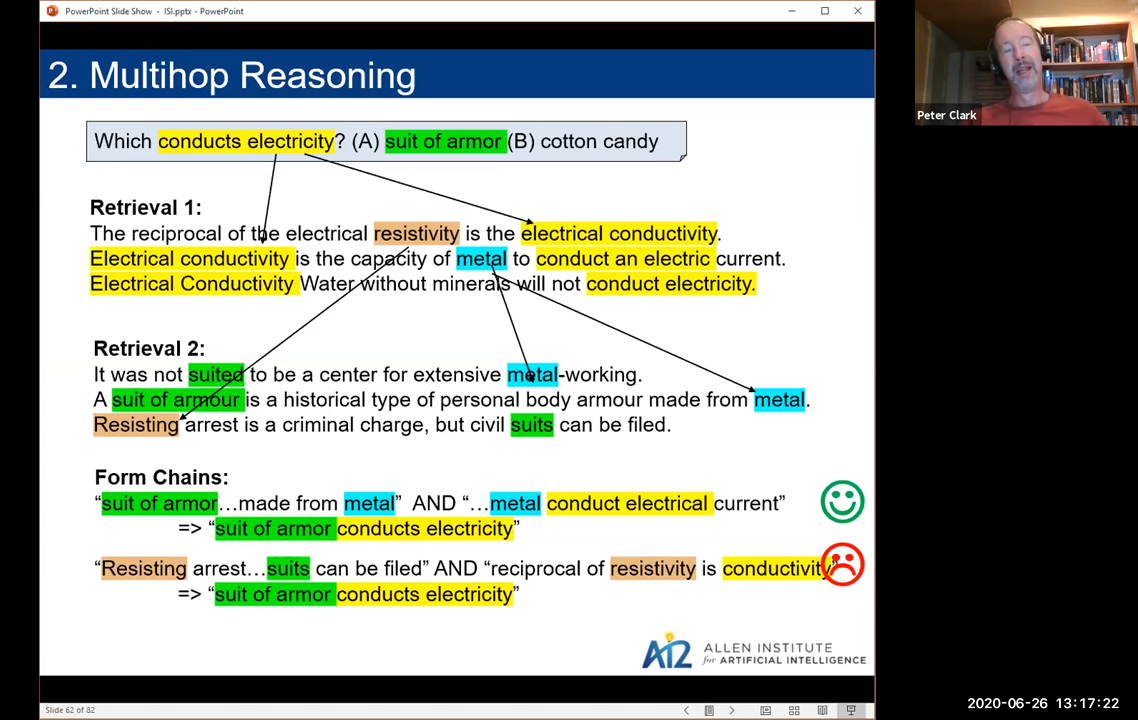 PowerPoint Slide Show - ISI.pptx - PowerPoint
2. Multihop Reasoning
Which conducts electricity? (A) suit of armor (B) cotton candy
Retrieval 1:
The reciprocal of the electrical resistivity is the electrical conductivity.
Electrical conductivity is the capacity of metal to conduct an electric current.
Electrical Conductivity Water without minerals will not conduct electricity.
Retrieval 2:
It was not suited to be a center for extensive metal-working.
A suit of armour is a historical type of personal body armour made from metal.
Resisting arrest is a criminal charge, but civil suits can be filed.
Form Chains:
“suit of armor…made from metal” AND “…metal conduct electrical current”
=> “suit of armor conducts electricity”
“Resisting arrest…suits can be filed” AND “reciprocal of resistivity is conductivity”
=> “suit of armor conducts electricity”
AI2 ALLEN INSTITUTE
for ARTIFICIAL INTELLIGENCE
Slide 62 of 82
Peter Clark
2020-06-26 13:17:22